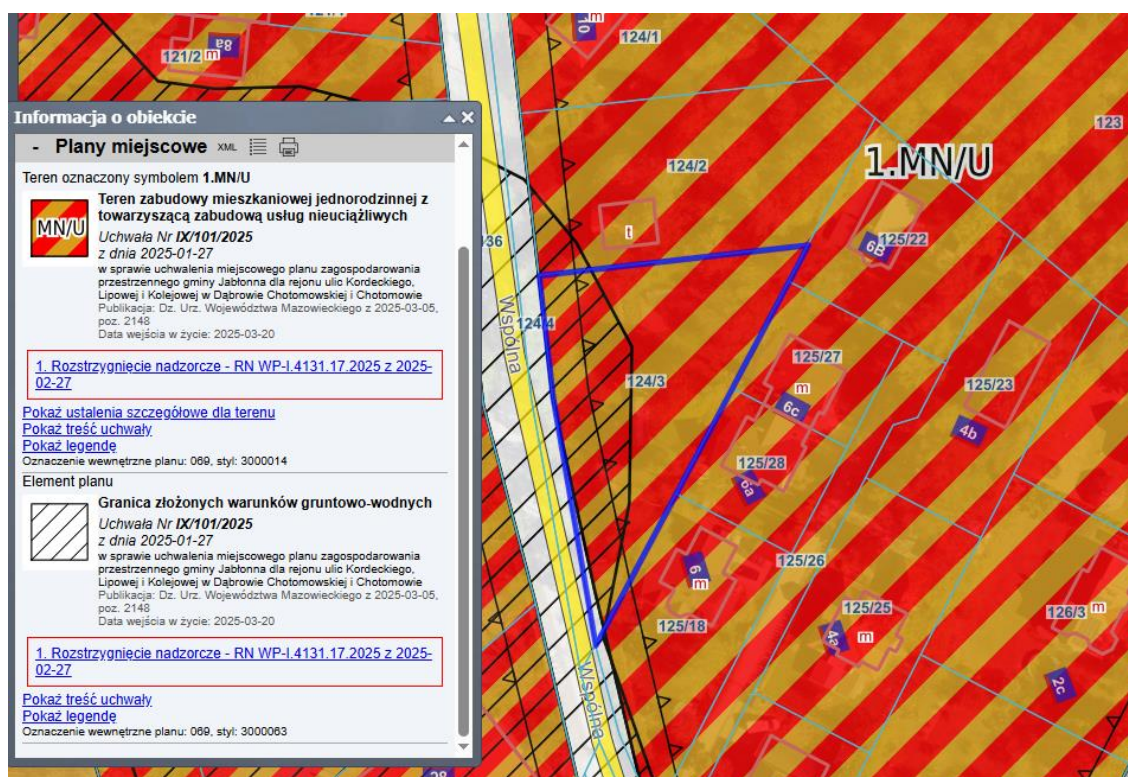 Informacja o obiekcie
- Plany miejscowe XML
Teren oznaczony symbolem 1.MN/U
MN/U
Teren zabudowy mieszkaniowej jednorodzinnej z
towarzyszącą zabudową usług nieuciążliwych
Uchwała Nr IX/101/2025
z dnia 2025-01-27
w sprawie uchwalenia miejscowego planu zagospodarowania
przestrzennego gminy Jabłonna dla rejonu ulic Kordeckiego,
Lipowej i Kolejowej w Dąbrowie Chotomowskiej i Chotomowie
Publikacja: Dz. Urz. Województwa Mazowieckiego z 2025-03-05,
poz. 2148
Data wejścia w życie: 2025-03-20
1. Rozstrzygnięcie nadzorcze - RN WP-I.4131.17.2025 z 2025-
02-27
Pokaż ustalenia szczegółowe dla terenu
Pokaż treść uchwały
Pokaż legendę
Oznaczenie wewnętrzne planu: 069, styl: 3000014
Element planu
Granica złożonych warunków gruntowo-wodnych
Uchwała Nr IX/101/2025
z dnia 2025-01-27
w sprawie uchwalenia miejscowego planu zagospodarowania
przestrzennego gminy Jabłonna dla rejonu ulic Kordeckiego,
Lipowej i Kolejowej w Dąbrowie Chotomowskiej i Chotomowie
Publikacja: Dz. Urz. Województwa Mazowieckiego z 2025-03-05,
poz. 2148
Data wejścia w życie: 2025-03-20
1. Rozstrzygnięcie nadzorcze - RN WP-I.4131.17.2025 z 2025-
02-27
Pokaż treść uchwały
Pokaż legendę
Oznaczenie wewnętrzne planu: 069, styl: 3000063
8a
121/2 m
10
m
124/1
123
1.MN/U
124/2
t
6B
125/22
Wspólna
124/4
124/3
125/27
m
6c
125/23
4b
125/28
6a
6
m
125/26
125/18
125/25
4a
m
126/3 m
2c
Wspólna
28